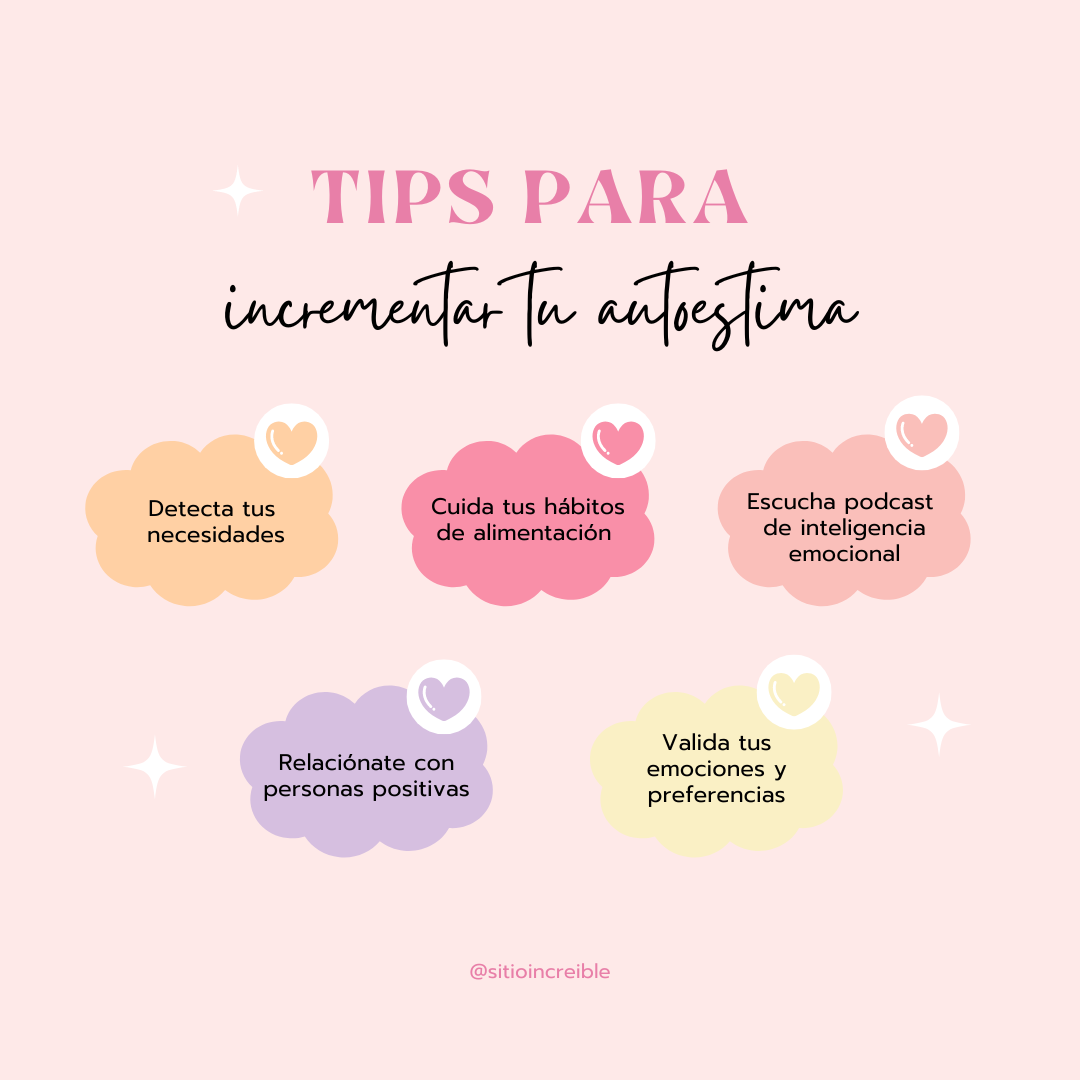 TIPS PARA
incrementar tu autoestima
Detecta tus
necesidades
Cuida tus hábitos
de alimentación
Escucha podcast
de inteligencia
emocional
Relaciónate con
personas positivas
Valida tus
emociones y
preferencias
@sitioincreible